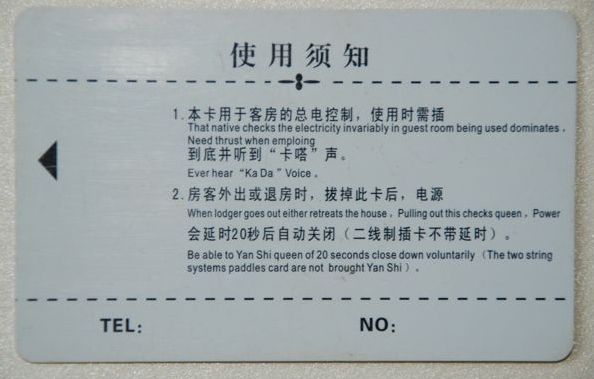 使用须知
1. 本卡用于客房的总电控制，使用时需插
That native checks the electricity invariably in guest room being used dominates，
Need thrust when emploing
到底并听到“卡嗒”声。
Ever hear “Ka Da” Voice。
2. 房客外出或退房时，拔掉此卡后，电源
When lodger goes out either retreats the house，Pulling out this checks queen，Power
会延时20秒后自动关闭（二线制插卡不带延时）。
Be able to Yan Shi queen of 20 seconds close down voluntarily（The two string
systems paddles card are not brought Yan Shi）。
TEL: NO: